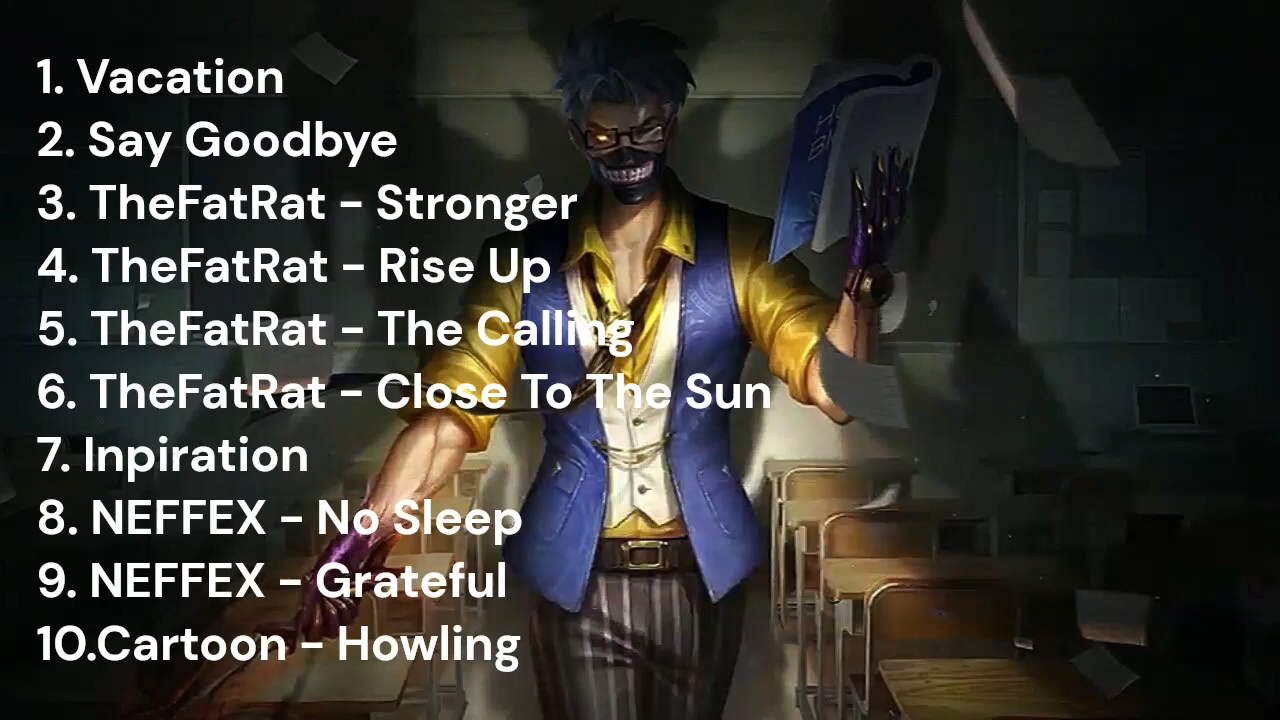 1. Vacation
2. Say Goodbye
3. TheFatRat - Stronger
4. TheFatRat - Rise Up
5. TheFatRat - The Calling
6. TheFatRat - Close To The Sun
7. Inpiration
8. NEFFEX - No Sleep
9. NEFFEX - Grateful
10.Cartoon - Howling